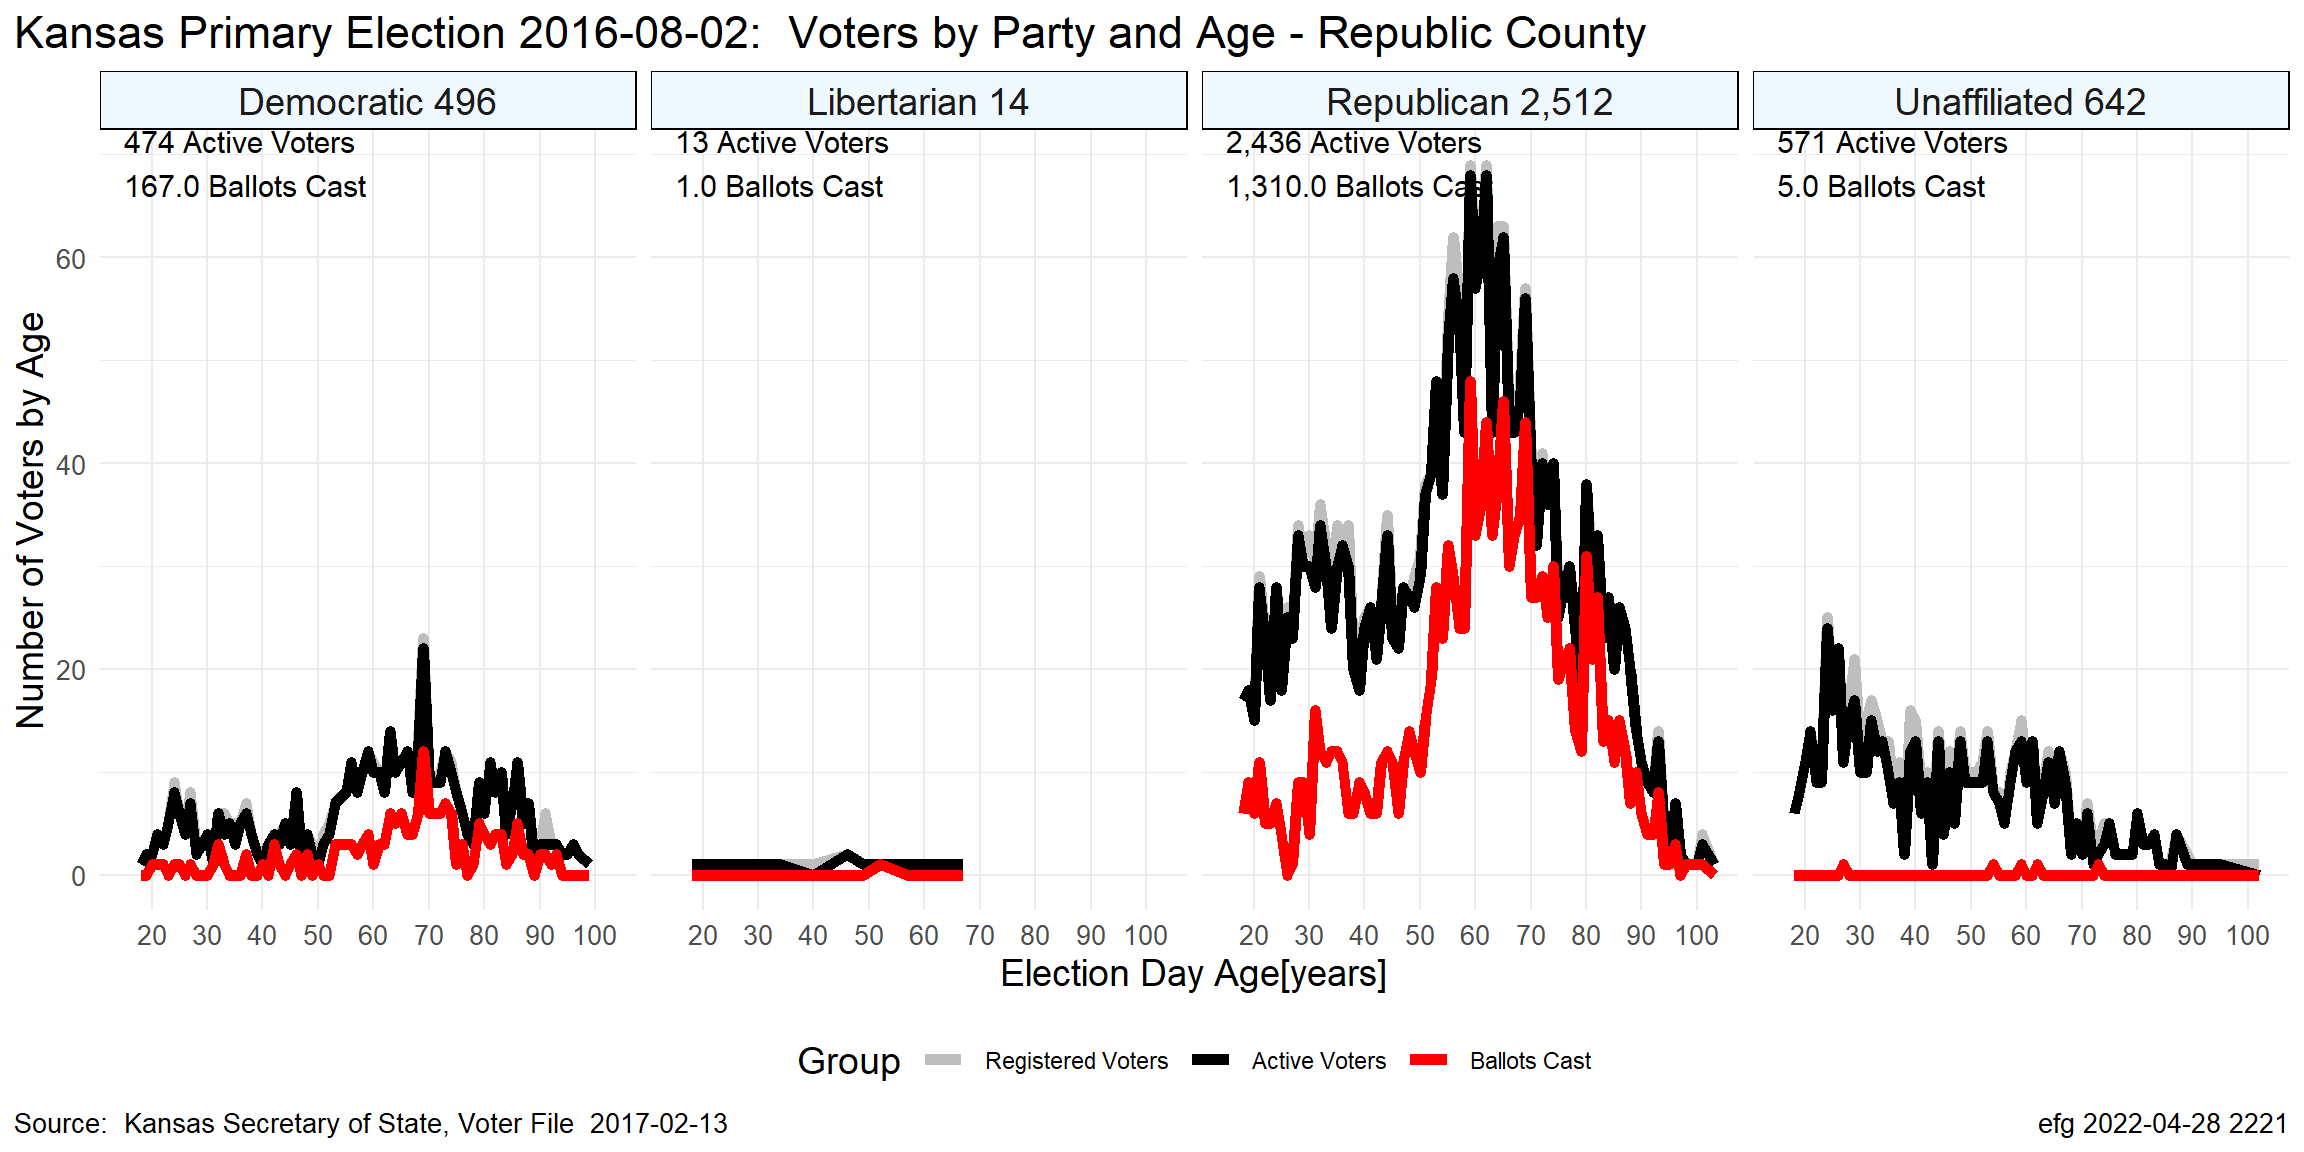 Kansas Primary Election 2016-08-02:  Voters by Party and Age - Republic County
Democratic 496
Libertarian 14
Republican 2,512
Unaffiliated 642
474 Active Voters
167.0 Ballots Cast
13 Active Voters
1.0 Ballots Cast
2,436 Active Voters
1,310.0 Ballots Cast
571 Active Voters
5.0 Ballots Cast
Number of Voters by Age
60
40
20
0
20 30 40 50 60 70 80 90 100
20 30 40 50 60 70 80 90 100
20 30 40 50 60 70 80 90 100
20 30 40 50 60 70 80 90 100
Election Day Age[years]
Group Registered Voters Active Voters Ballots Cast
Source:  Kansas Secretary of State, Voter File  2017-02-13
efg 2022-04-28 2221